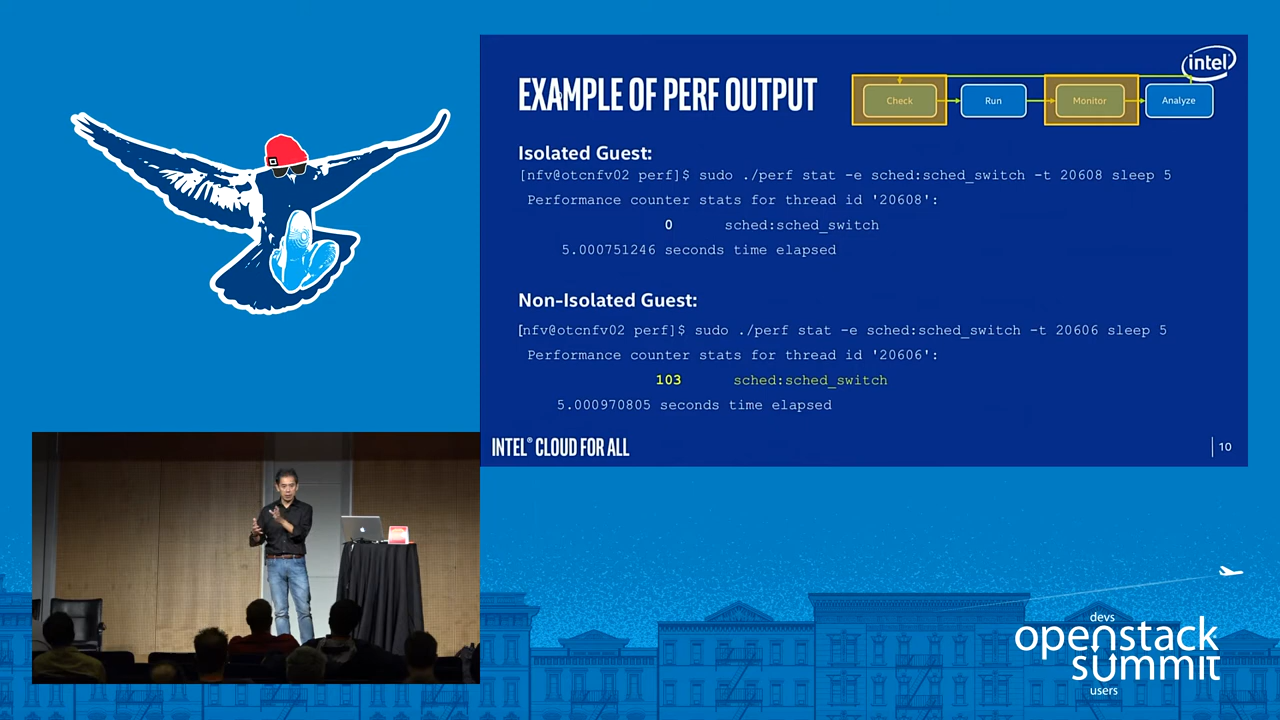 intel
EXAMPLE OF PERF OUTPUT
Check
Run
Monitor
Analyze
Isolated Guest:
[nfv@otcnfv02 perf]$ sudo ./perf stat -e sched:sched_switch -t 20608 sleep 5
Performance counter stats for thread id '20608':
0 sched:sched_switch
5.000751246 seconds time elapsed
Non-Isolated Guest:
[nfv@otcnfv02 perf]$ sudo ./perf stat -e sched:sched_switch -t 20606 sleep 5
Performance counter stats for thread id '20606':
103 sched:sched_switch
5.000970805 seconds time elapsed
INTEL® CLOUD FOR ALL
10
devs
openstack
summit
users